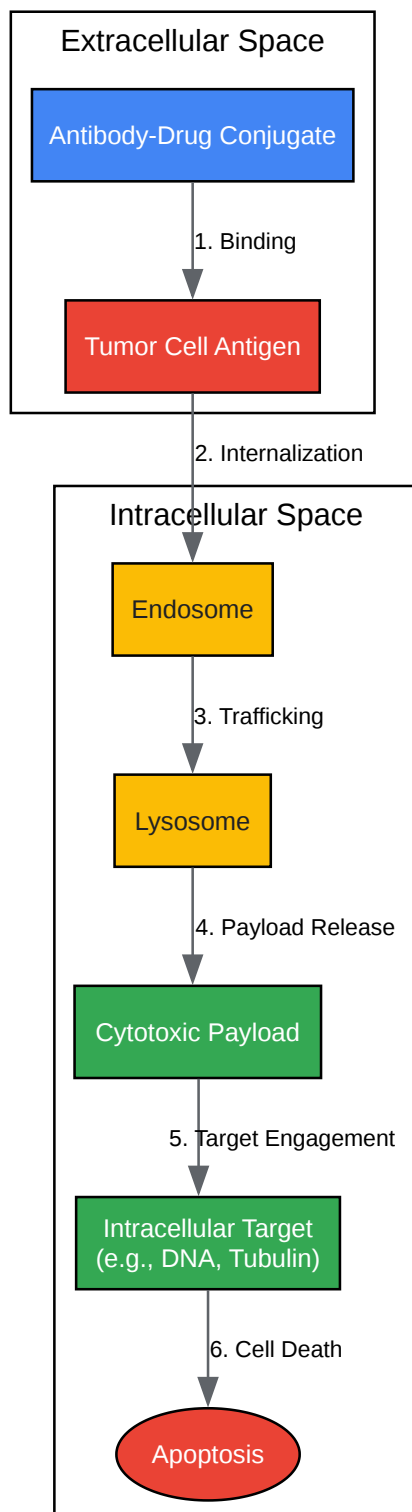 Extracellular Space
Antibody-Drug Conjugate
1. Binding
Tumor Cell Antigen
2. Internalization
Intracellular Space
Endosome
3. Trafficking
Lysosome
4. Payload Release
Cytotoxic Payload
5. Target Engagement
Intracellular Target
(e.g., DNA, Tubulin)
6. Cell Death
Apoptosis